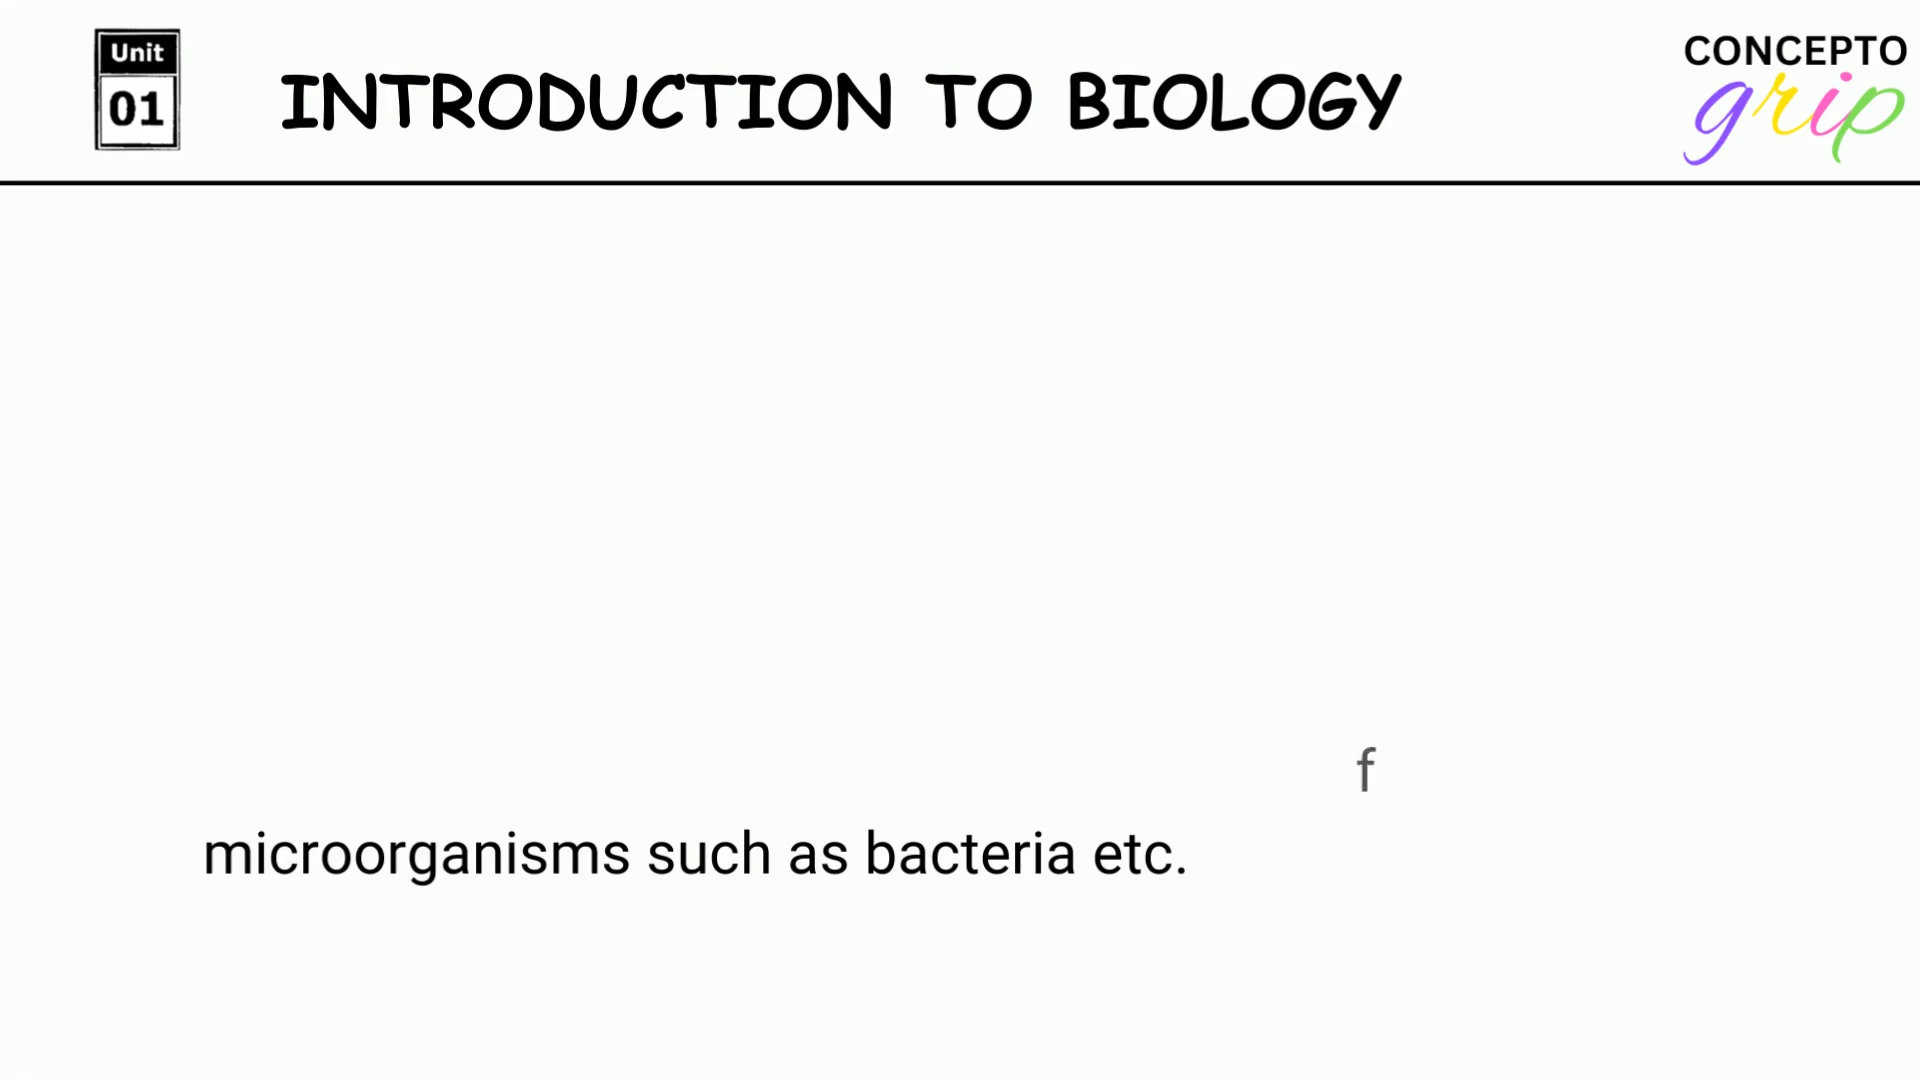 Unit
01
INTRODUCTION TO BIOLOGY
CONCEPTO
grip
f
microorganisms such as bacteria etc.